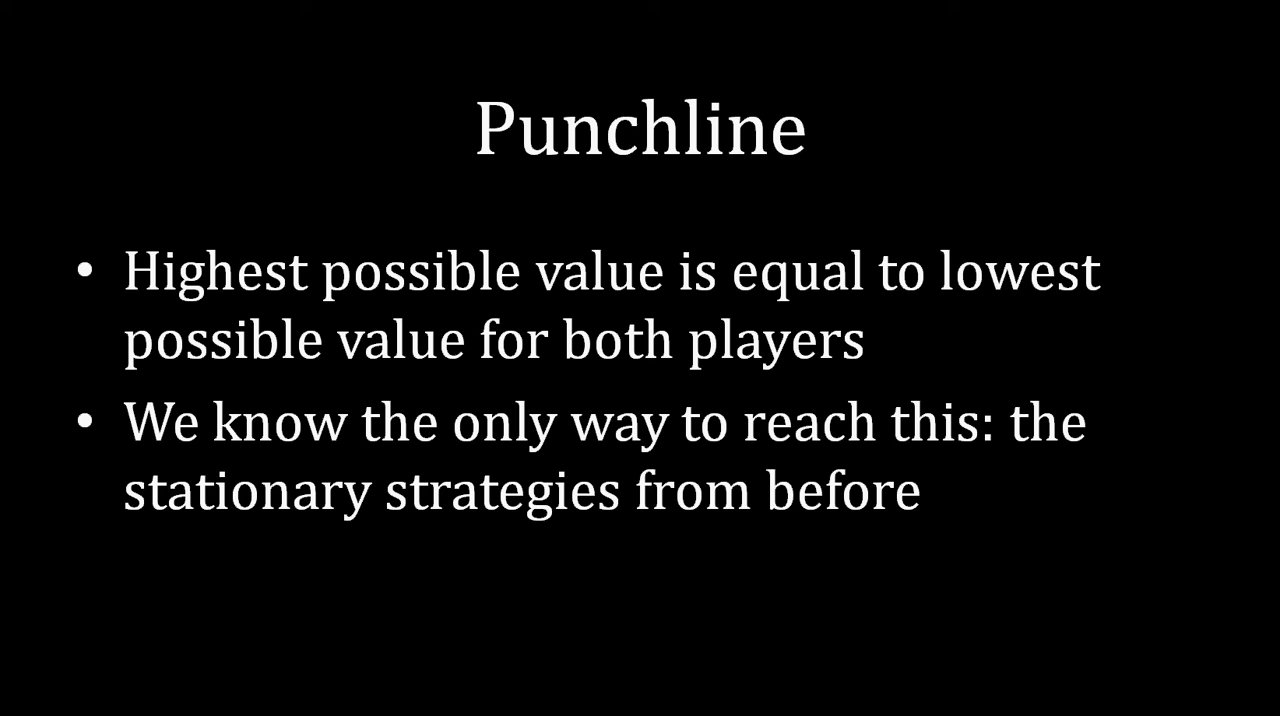 Punchline
• Highest possible value is equal to lowest
possible value for both players
• We know the only way to reach this: the
stationary strategies from before